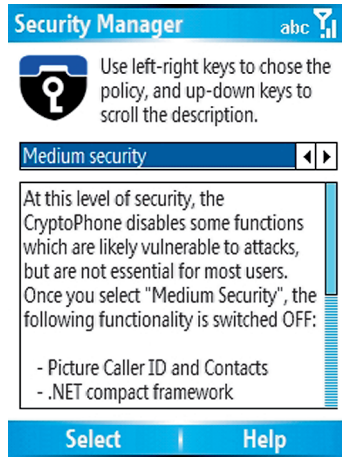 Security Manager abc
Use left-right keys to chose the
policy, and up-down keys to
scroll the description.
Medium security
At this level of security, the
CryptoPhone disables some functions
which are likely vulnerable to attacks,
but are not essential for most users.
Once you select "Medium Security", the
following functionality is switched OFF:
- Picture Caller ID and Contacts
- .NET compact framework
Select Help